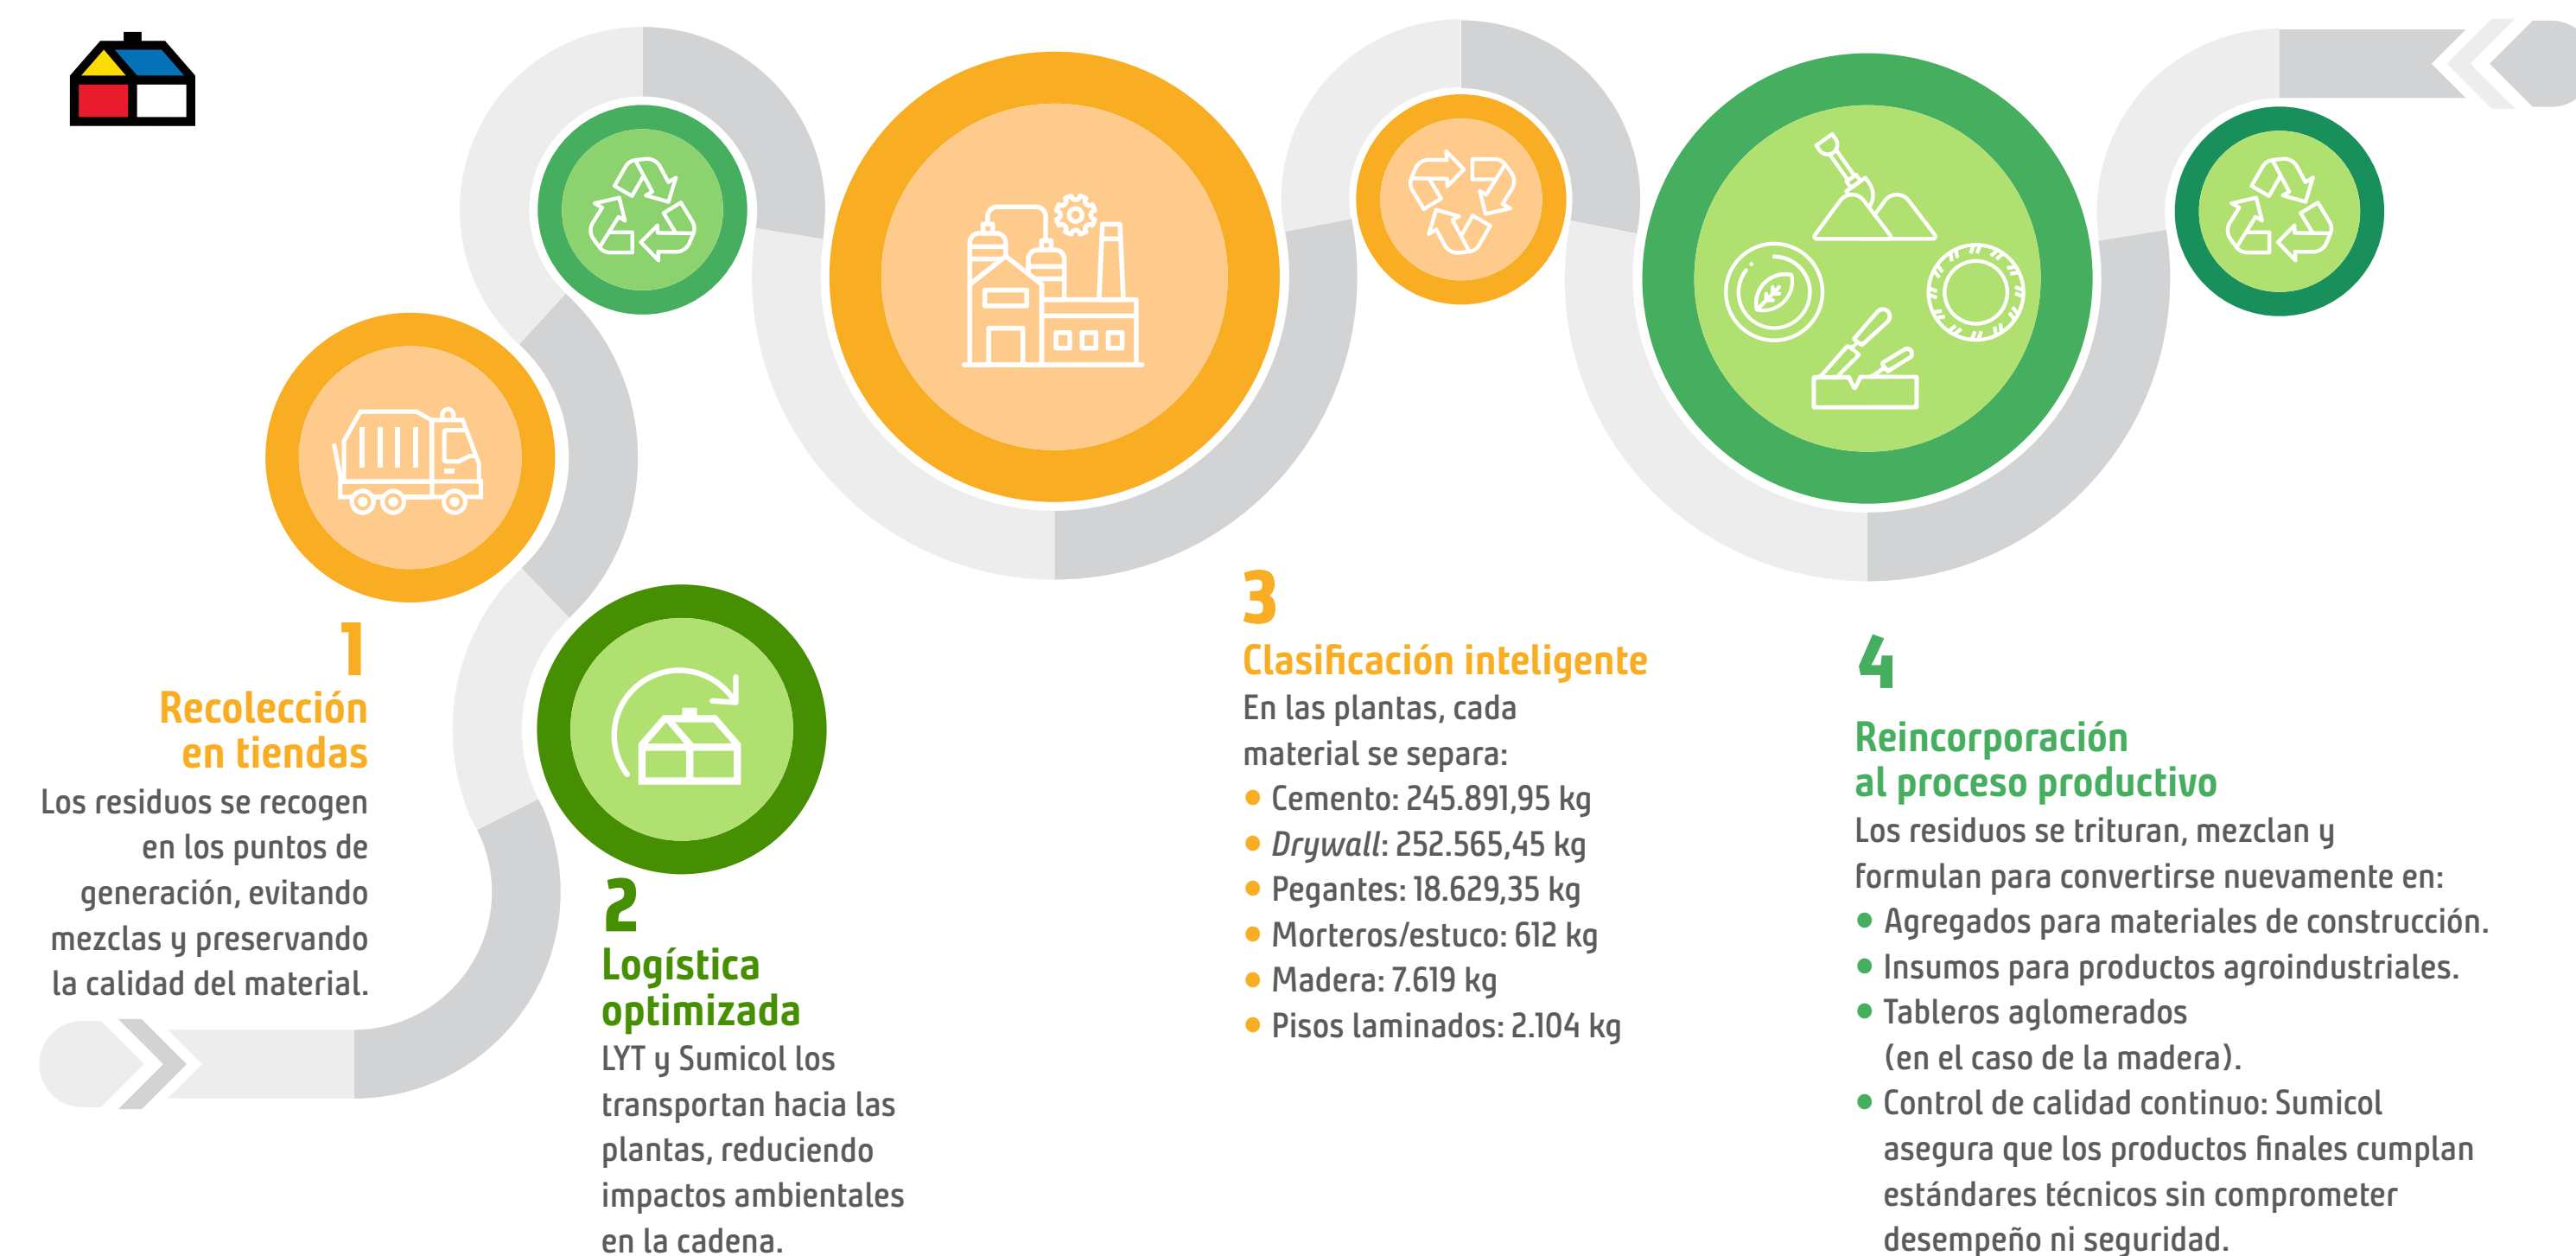 1
Recolección
en tiendas
Los residuos se recogen
en los puntos de
generación, evitando
mezclas y preservando
la calidad del material.
2
Logística
optimizada
LYT y Sumicol los
transportan hacia las
plantas, reduciendo
impactos ambientales
en la cadena.
3
Clasificación inteligente
En las plantas, cada
material se separa:
• Cemento: 245.891,95 kg
• Drywall: 252.565,45 kg
• Pegantes: 18.629,35 kg
• Morteros/estuco: 612 kg
• Madera: 7.619 kg
• Pisos laminados: 2.104 kg
4
Reincorporación
al proceso productivo
Los residuos se trituran, mezclan y
formulan para convertirse nuevamente en:
• Agregados para materiales de construcción.
• Insumos para productos agroindustriales.
• Tableros aglomerados
(en el caso de la madera).
• Control de calidad continuo: Sumicol
asegura que los productos finales cumplan
estándares técnicos sin comprometer
desempeño ni seguridad.